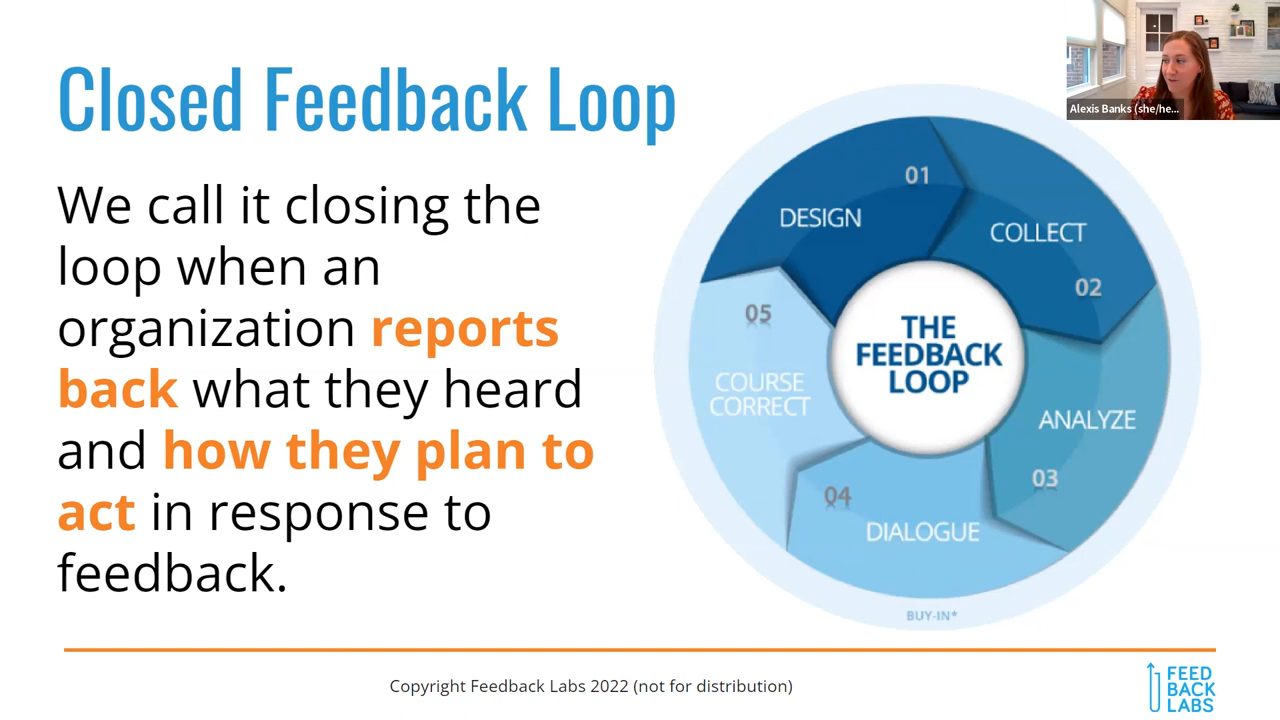 Closed Feedback Loop
Alexis Banks (she/he...
We call it closing the
loop when an
organization reports
back what they heard
and how they plan to
act in response to
feedback.
01
DESIGN
COLLECT
02
THE
FEEDBACK
LOOP
ANALYZE
03
04
DIALOGUE
05
COURSE
CORRECT
BUY-IN*
Copyright Feedback Labs 2022 (not for distribution)
FEED
BACK
LABS